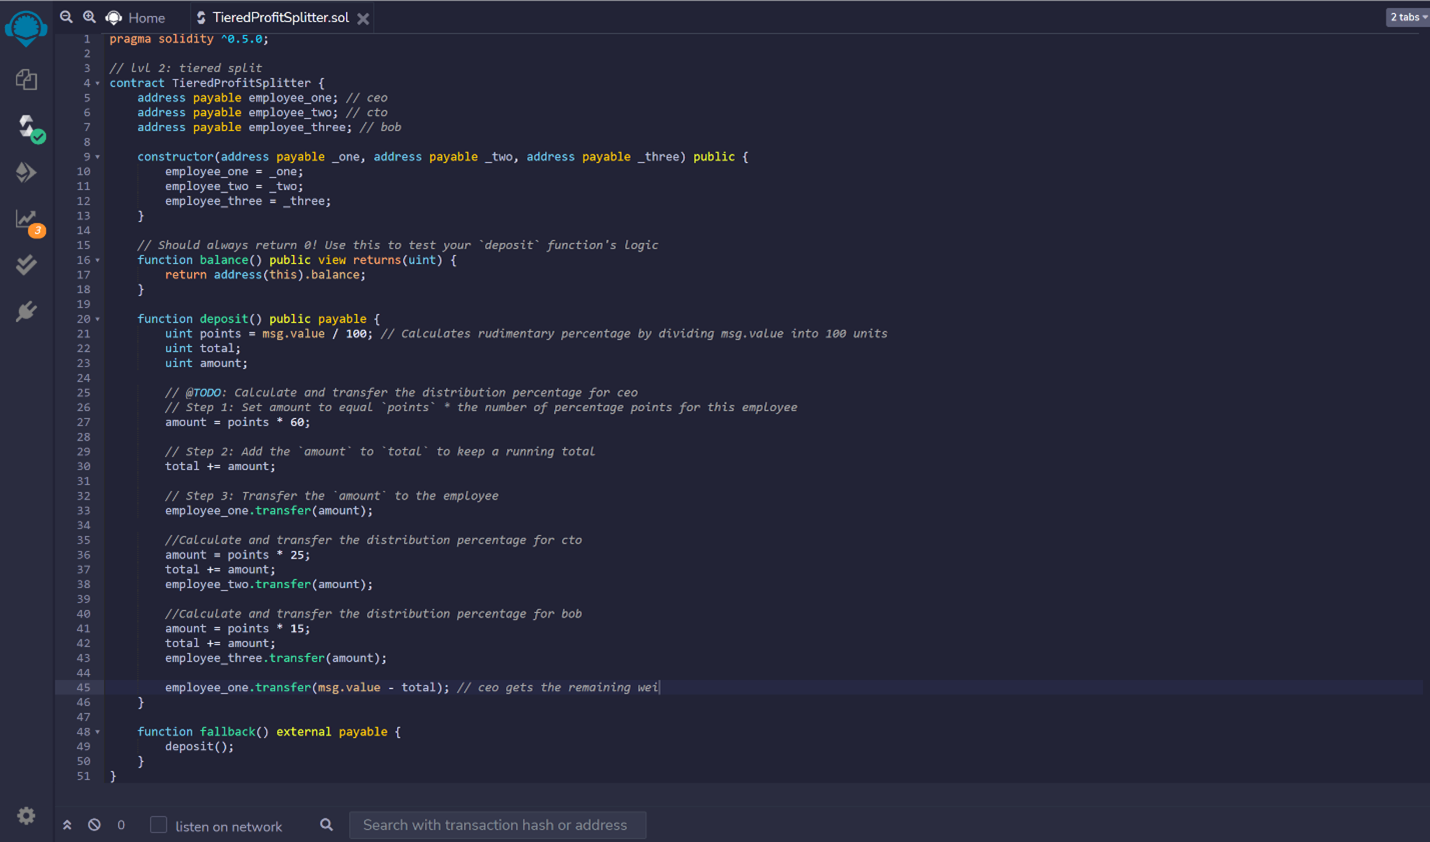 Home TieredProfitSplitter.sol 2 tabs
1 pragma solidity ^0.5.0;
2
3 // lvl 2: tiered split
4 contract TieredProfitSplitter {
5 address payable employee_one; // ceo
6 address payable employee_two; // cto
7 address payable employee_three; // bob
8
9 constructor(address payable _one, address payable _two, address payable _three) public {
10 employee_one = _one;
11 employee_two = _two;
12 employee_three = _three;
13 }
14
15 // Should always return 0! Use this to test your `deposit` function's logic
16 function balance() public view returns(uint) {
17 return address(this).balance;
18 }
19
20 function deposit() public payable {
21 uint points = msg.value / 100; // Calculates rudimentary percentage by dividing msg.value into 100 units
22 uint total;
23 uint amount;
24
25 // @TODO: Calculate and transfer the distribution percentage for ceo
26 // Step 1: Set amount to equal `points` * the number of percentage points for this employee
27 amount = points * 60;
28
29 // Step 2: Add the `amount` to `total` to keep a running total
30 total += amount;
31
32 // Step 3: Transfer the `amount` to the employee
33 employee_one.transfer(amount);
34
35 //Calculate and transfer the distribution percentage for cto
36 amount = points * 25;
37 total += amount;
38 employee_two.transfer(amount);
39
40 //Calculate and transfer the distribution percentage for bob
41 amount = points * 15;
42 total += amount;
43 employee_three.transfer(amount);
44
45 employee_one.transfer(msg.value - total); // ceo gets the remaining wei
46 }
47
48 function fallback() external payable {
49 deposit();
50 }
51 }
3
0 listen on network Search with transaction hash or address